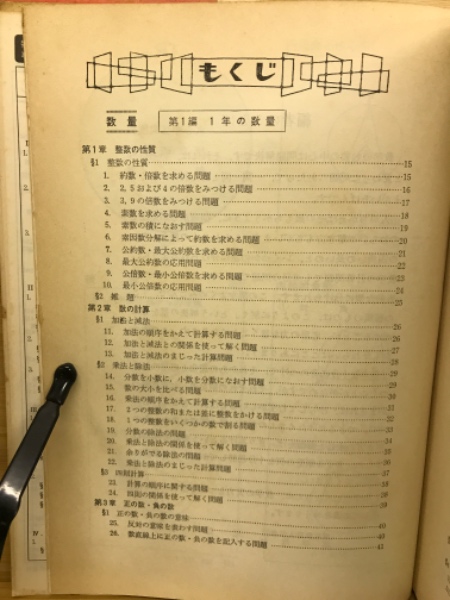 もくじ
数量 第1編 1年の数量
第1章 整数の性質
§1 整数の性質 15
1. 約数・倍数を求める問題 15
2. 2,5および4の倍数をみつける問題 16
3. 3,9の倍数をみつける問題 17
4. 素数を求める問題 18
5. 素数の積になおす問題 19
6. 素因数分解によって約数を求める問題 20
7. 公約数・最大公約数を求める問題 21
8. 最大公約数の応用問題 22
9. 公倍数・最小公倍数を求める問題 23
10. 最小公倍数の応用問題 24
§2 雑題 25
第2章 数の計算
§1 加法と減法 26
11. 加法の順序をかえて計算する問題 26
12. 加法と減法との関係を使って解く問題 27
13. 加法と減法のまじった計算問題 28
§2 乗法と除法 28
14. 分数を小数に,小数を分数になおす問題 29
15. 数の大小を比べる問題 30
16. 乗法の順序をかえて計算する問題 31
17. 2つの整数の和または差に整数をかける問題 32
18. 1つの整数をいくつかの数で割る問題 33
19. 分数の除法の問題 34
20. 乗法と除法の関係を使って解く問題 35
21. 余りがでる除法の問題
22. 乗法と除法のまじった計算問題 36
§3 四則計算 37
23. 計算の順序に関する問題 38
24. 四則の関係を使って解く問題
第3章 正の数・負の数 39
§1 正の数・負の数の意味
25. 反対の意味を表わす問題 40
26. 数直線上に正の数・負の数を記入する問題 41